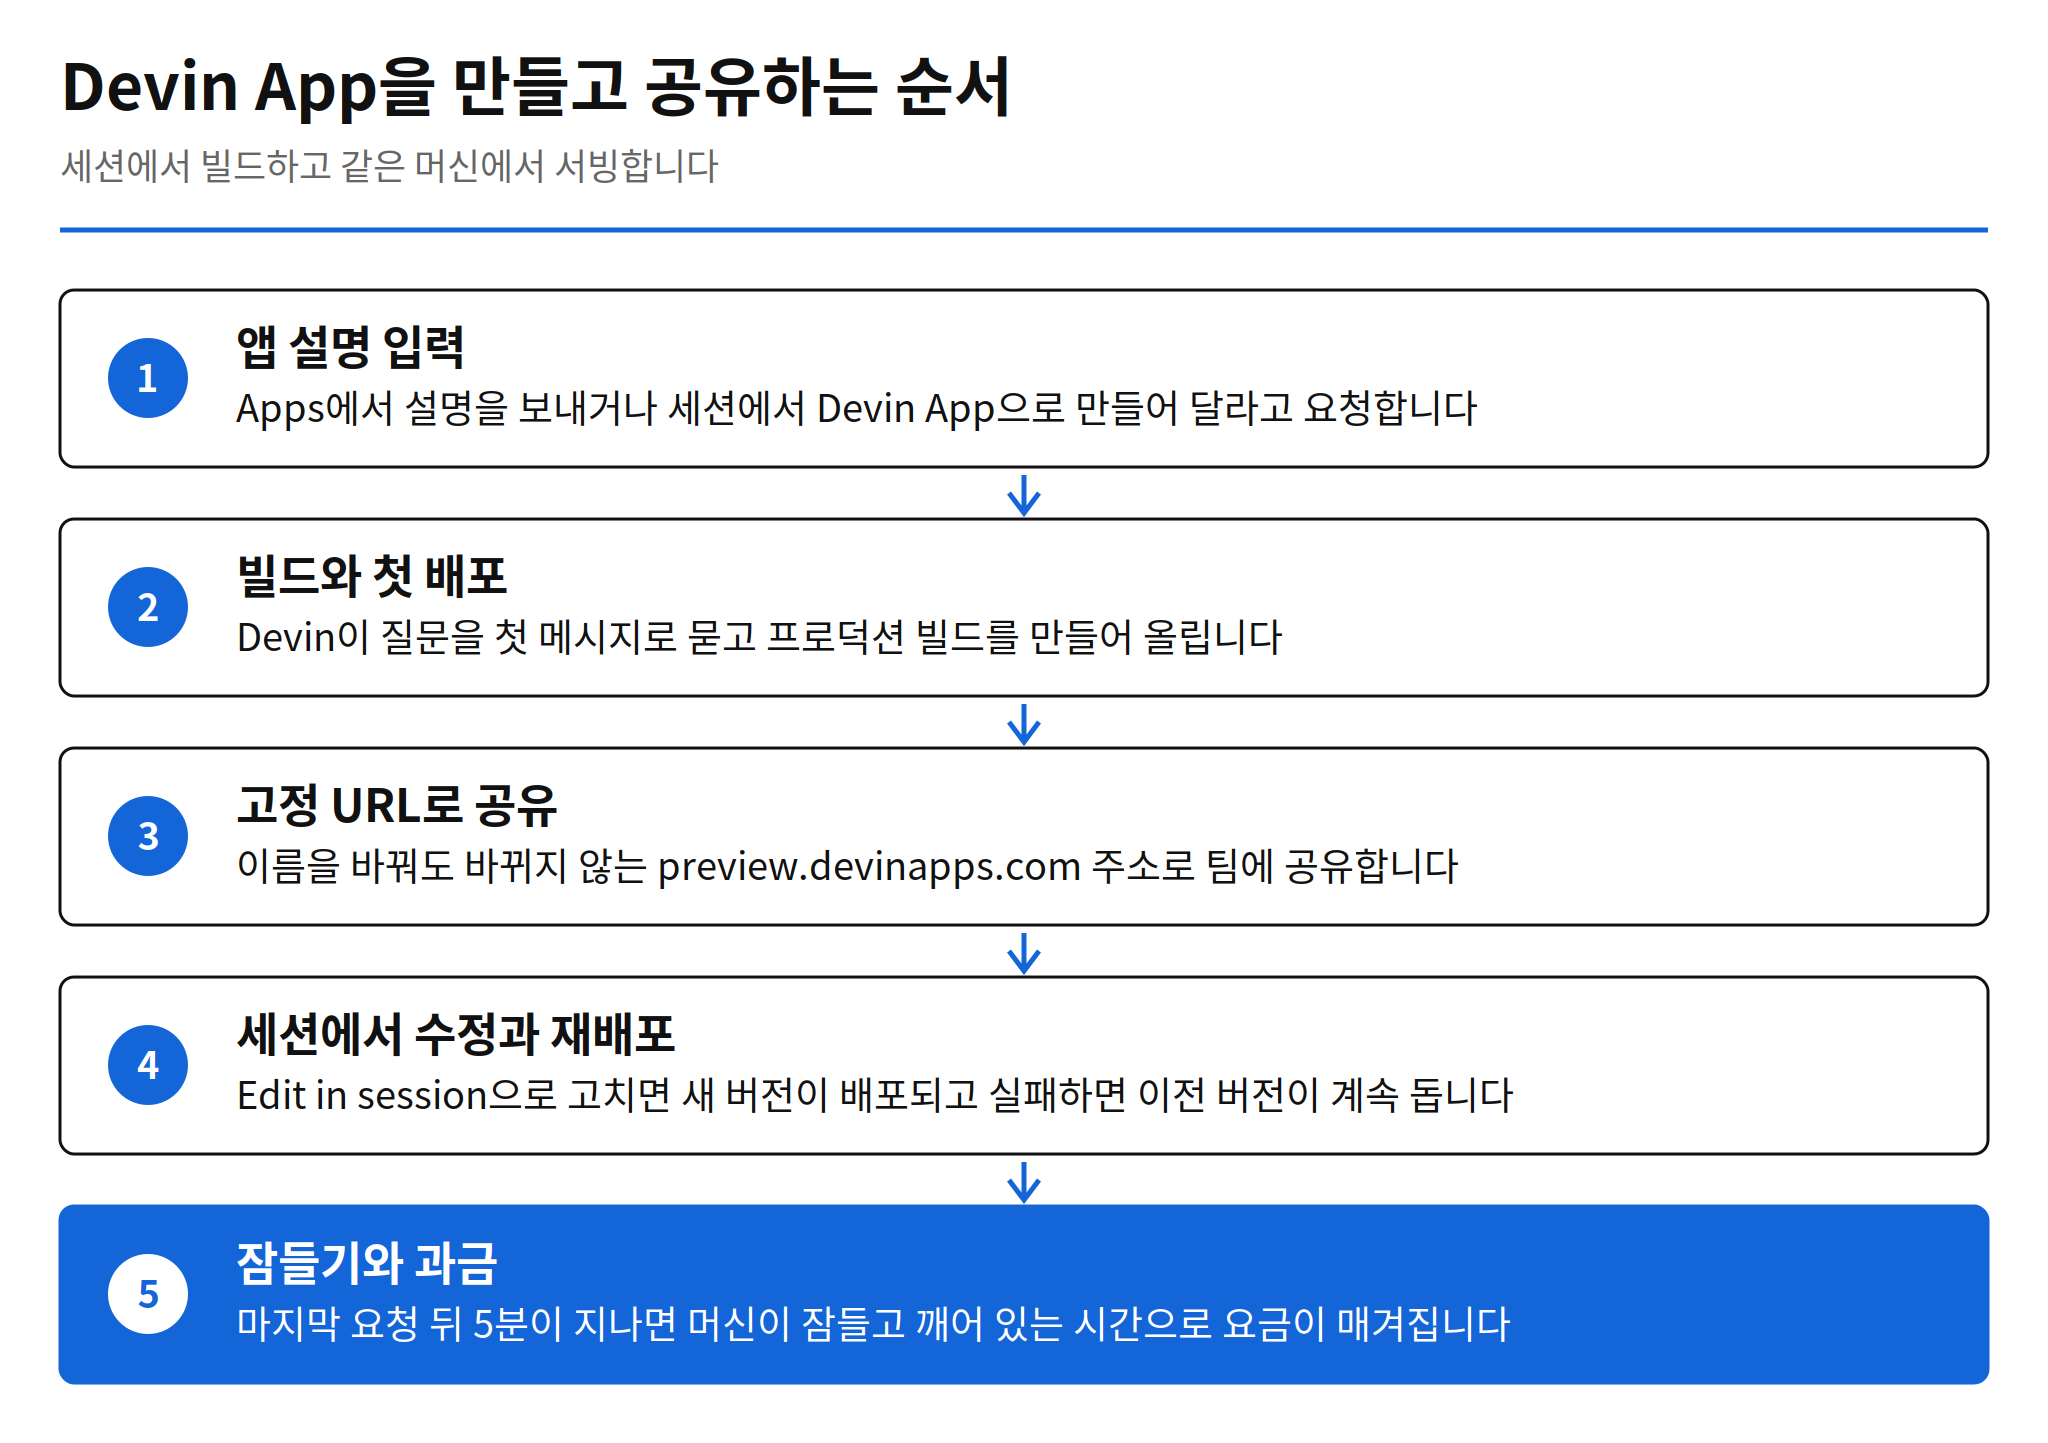 Devin App을 만들고 공유하는 순서
세션에서 빌드하고 같은 머신에서 서빙합니다
1
앱 설명 입력
Apps에서 설명을 보내거나 세션에서 Devin App으로 만들어 달라고 요청합니다
2
빌드와 첫 배포
Devin이 질문을 첫 메시지로 묻고 프로덕션 빌드를 만들어 올립니다
3
고정 URL로 공유
이름을 바꿔도 바뀌지 않는 preview.devinapps.com 주소로 팀에 공유합니다
4
세션에서 수정과 재배포
Edit in session으로 고치면 새 버전이 배포되고 실패하면 이전 버전이 계속 돕니다
5
잠들기와 과금
마지막 요청 뒤 5분이 지나면 머신이 잠들고 깨어 있는 시간으로 요금이 매겨집니다